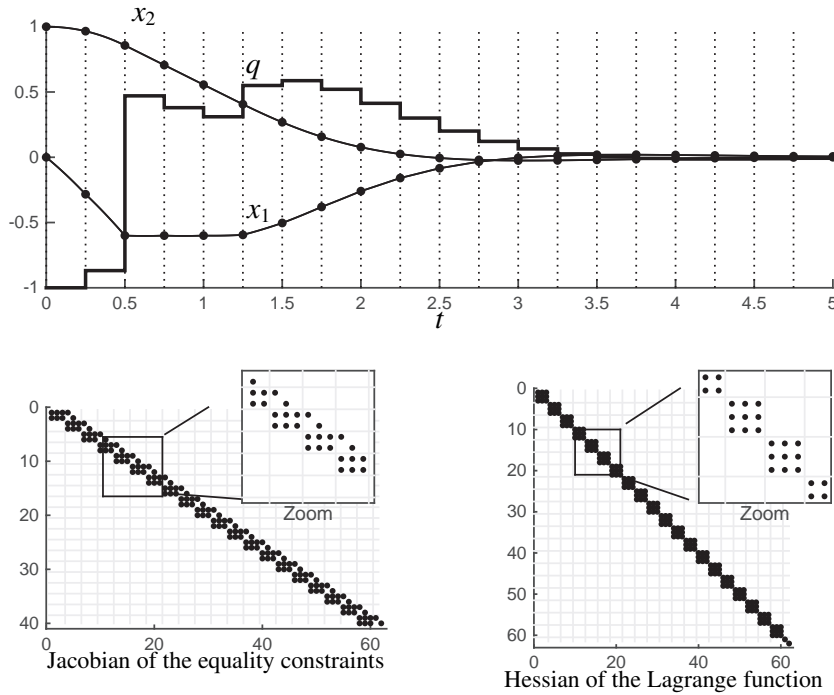 x2
1
0.5
q
0
x1
-0.5
-1
0 0.5 1 1.5 2 2.5 3 3.5 4 4.5 5
t
0
10
20
30
40
0 20 40 60
Zoom
Jacobian of the equality constraints
0
10
20
30
40
50
60
0 20 40 60
Zoom
Hessian of the Lagrange function